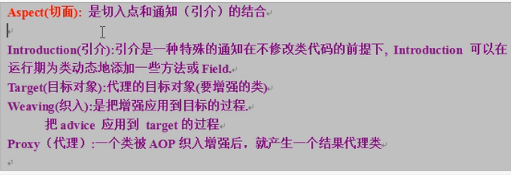 Aspect(切面): 是切入点和通知（引介）的结合
Introduction(引介):引介是一种特殊的通知在不修改类代码的前提下, Introduction 可以在
运行期为类动态地添加一些方法或Field.
Target(目标对象):代理的目标对象(要增强的类)
Weaving(织入):是把增强应用到目标的过程.
把 advice 应用到 target 的过程
Proxy（代理）:一个类被 AOP 织入增强后，就产生一个结果代理类